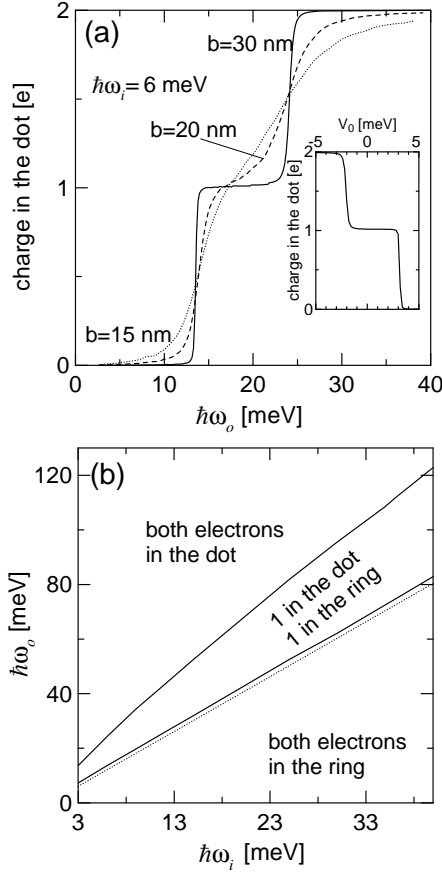 (a)
b=30 nm
ħω_i = 6 meV
b=20 nm
b=15 nm
charge in the dot [e]
2
1
0
0 10 20 30 40
ħω_o [meV]
V_0 [meV]
-5 0 5
charge in the dot [e]
2
1
0
(b)
both electrons
in the dot
1 in the dot
1 in the ring
both electrons
in the ring
ħω_o [meV]
120
80
40
0
3 13 23 33
ħω_i [meV]